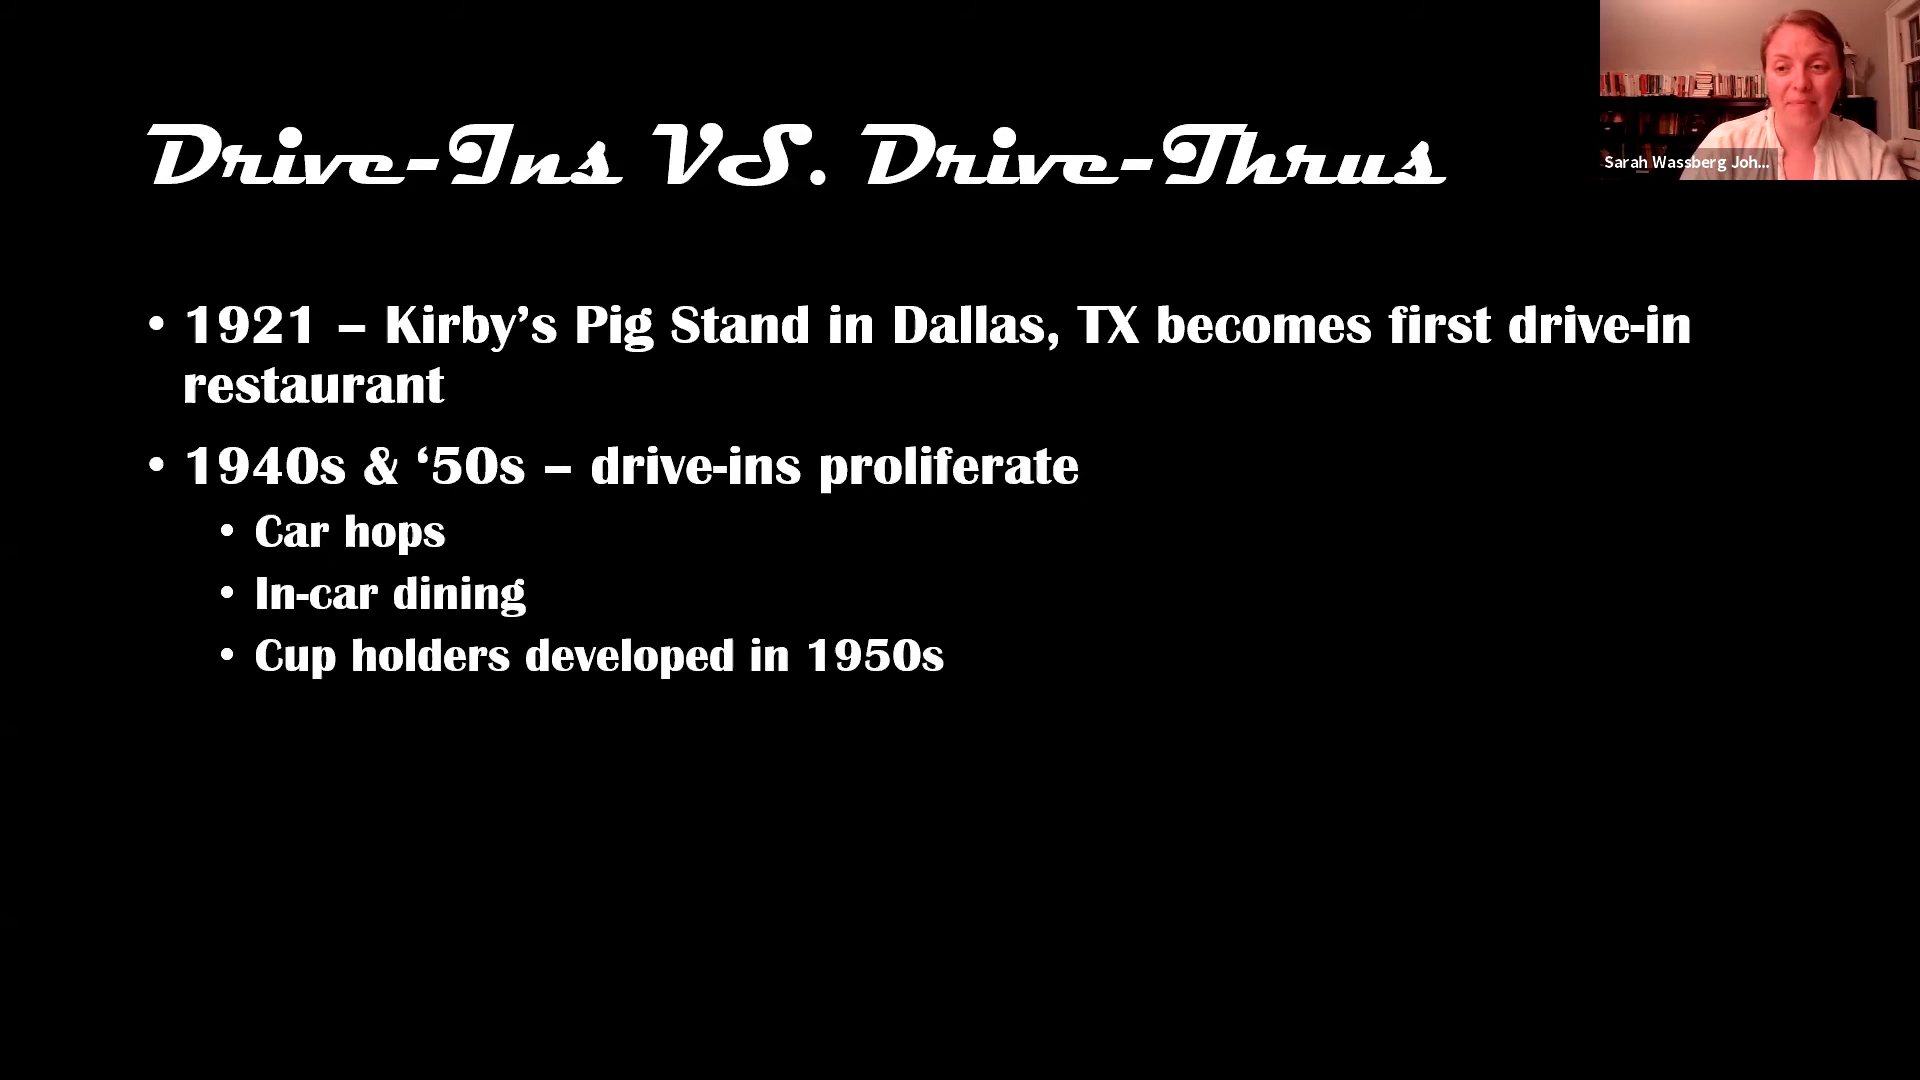 Drive-Ins VS. Drive-Thrus
Sarah Wassberg Joh...
• 1921 – Kirby’s Pig Stand in Dallas, TX becomes first drive-in
restaurant
• 1940s & ‘50s – drive-ins proliferate
• Car hops
• In-car dining
• Cup holders developed in 1950s